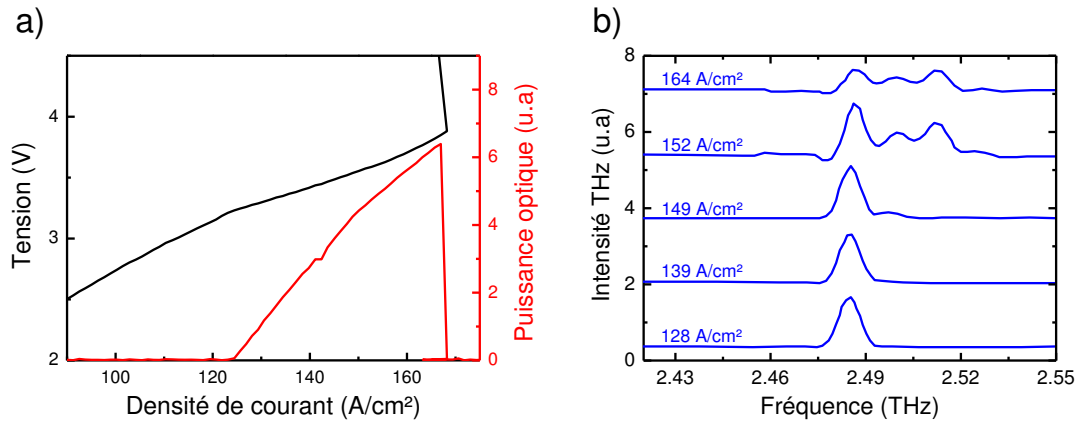 a)
Tension (V)
4
3
2
100
120
140
160
Densité de courant (A/cm²)
8
6
4
3
2
1
0
Puissance optique (u.a)
b)
Intensité THz (u.a)
8
6
4
2
0
164 A/cm²
152 A/cm²
149 A/cm²
139 A/cm²
128 A/cm²
2.43
2.46
2.49
2.52
2.55
Fréquence (THz)